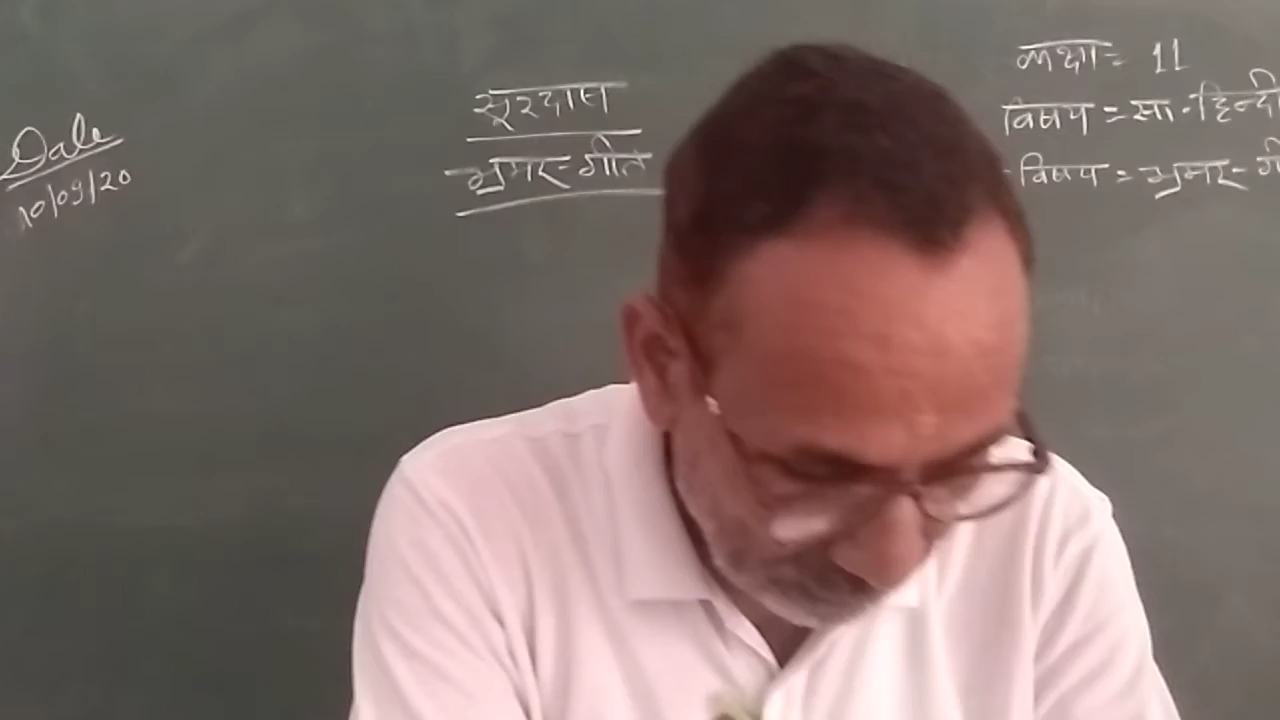 Date
10/09/20
सूरदास
भ्रमर-गीत
कक्षा = 11
विषय = सा.हिन्दी
विषय = भ्रमर-